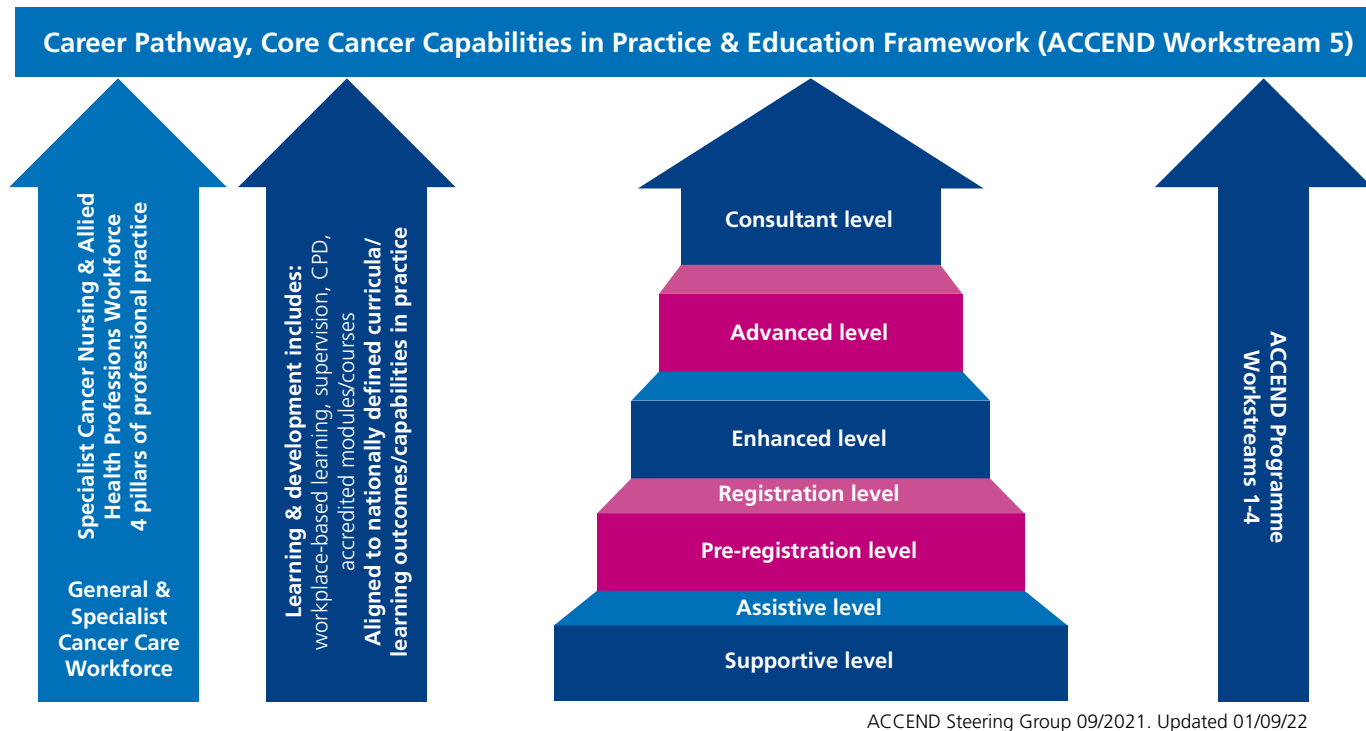 Career Pathway, Core Cancer Capabilities in Practice & Education Framework (ACCEND Workstream 5)
Specialist Cancer Nursing & Allied
Health Professions Workforce
4 pillars of professional practice
General &
Specialist
Cancer Care
Workforce
Learning & development includes:
workplace-based learning, supervision, CPD,
accredited modules/courses
Aligned to nationally defined curricula/
learning outcomes/capabilities in practice
Consultant level
Advanced level
Enhanced level
Registration level
Pre-registration level
Assistive level
Supportive level
ACCEND Programme
Workstreams 1-4
ACCEND Steering Group 09/2021. Updated 01/09/22